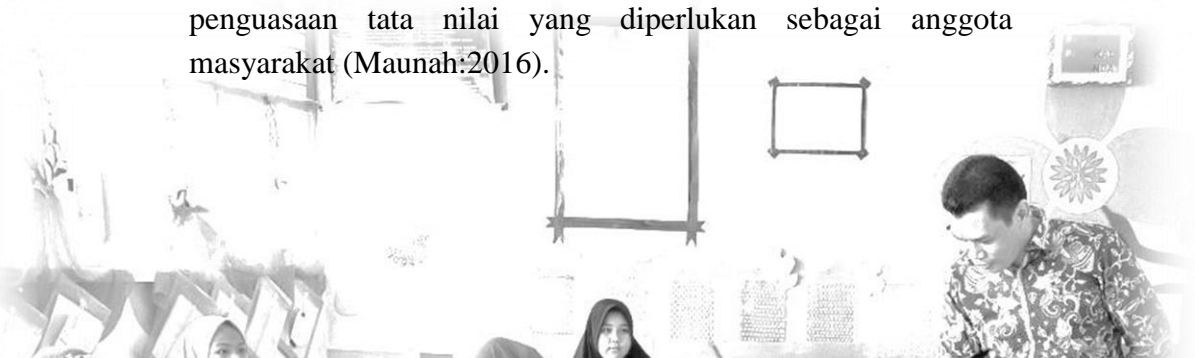 penguasaan tata nilai yang diperlukan sebagai anggota
masyarakat (Maunah:2016).